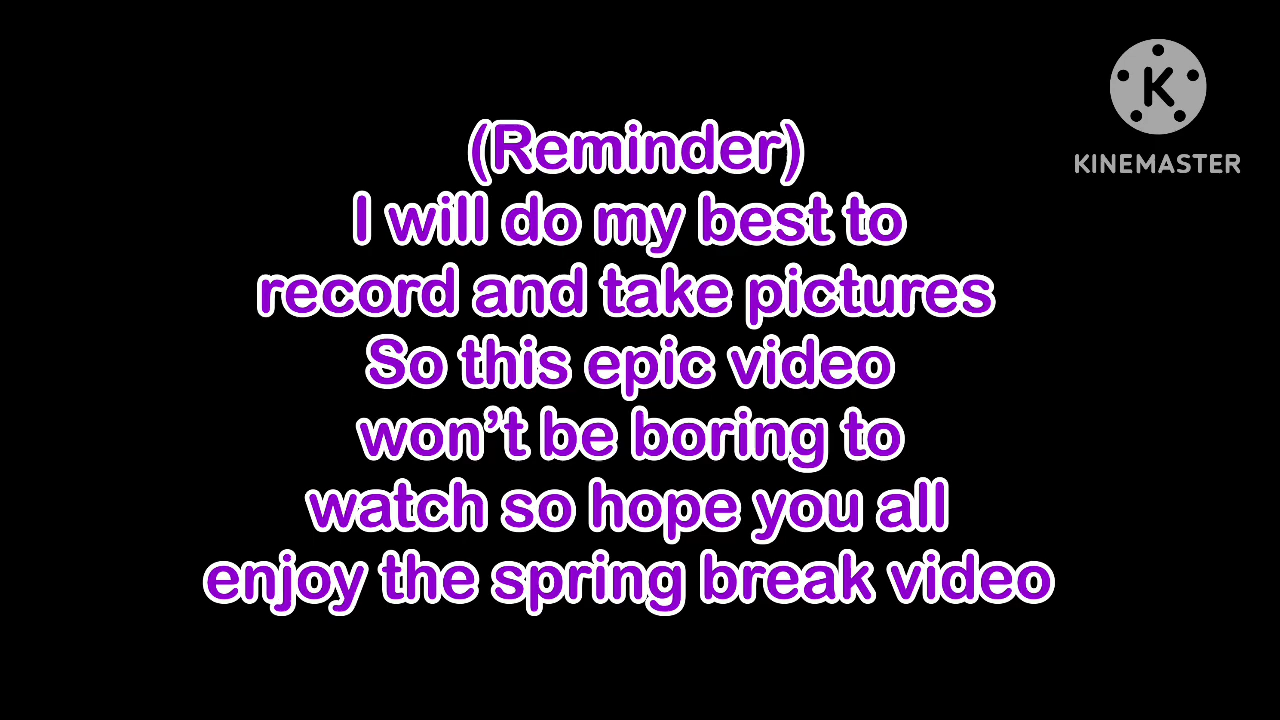 K
KINEMASTER
(Reminder)
I will do my best to
record and take pictures
So this epic video
won’t be boring to
watch so hope you all
enjoy the spring break video